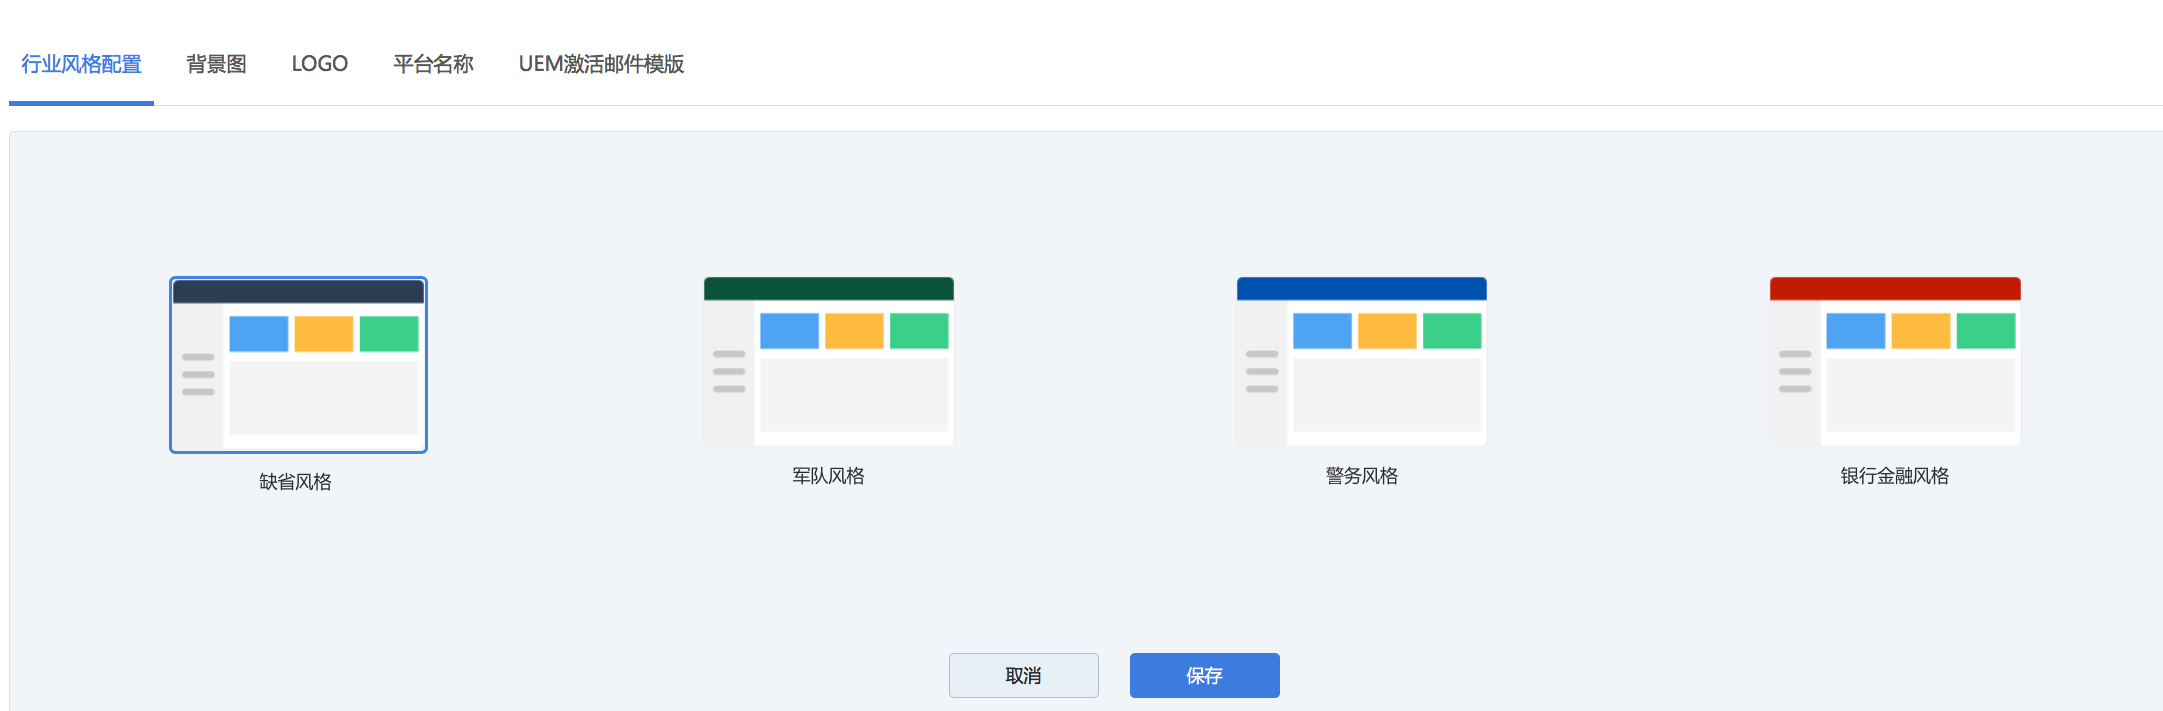 行业风格配置 背景图 LOGO 平台名称 UEM激活邮件模版
缺省风格 军队风格 警务风格 银行金融风格
取消 保存